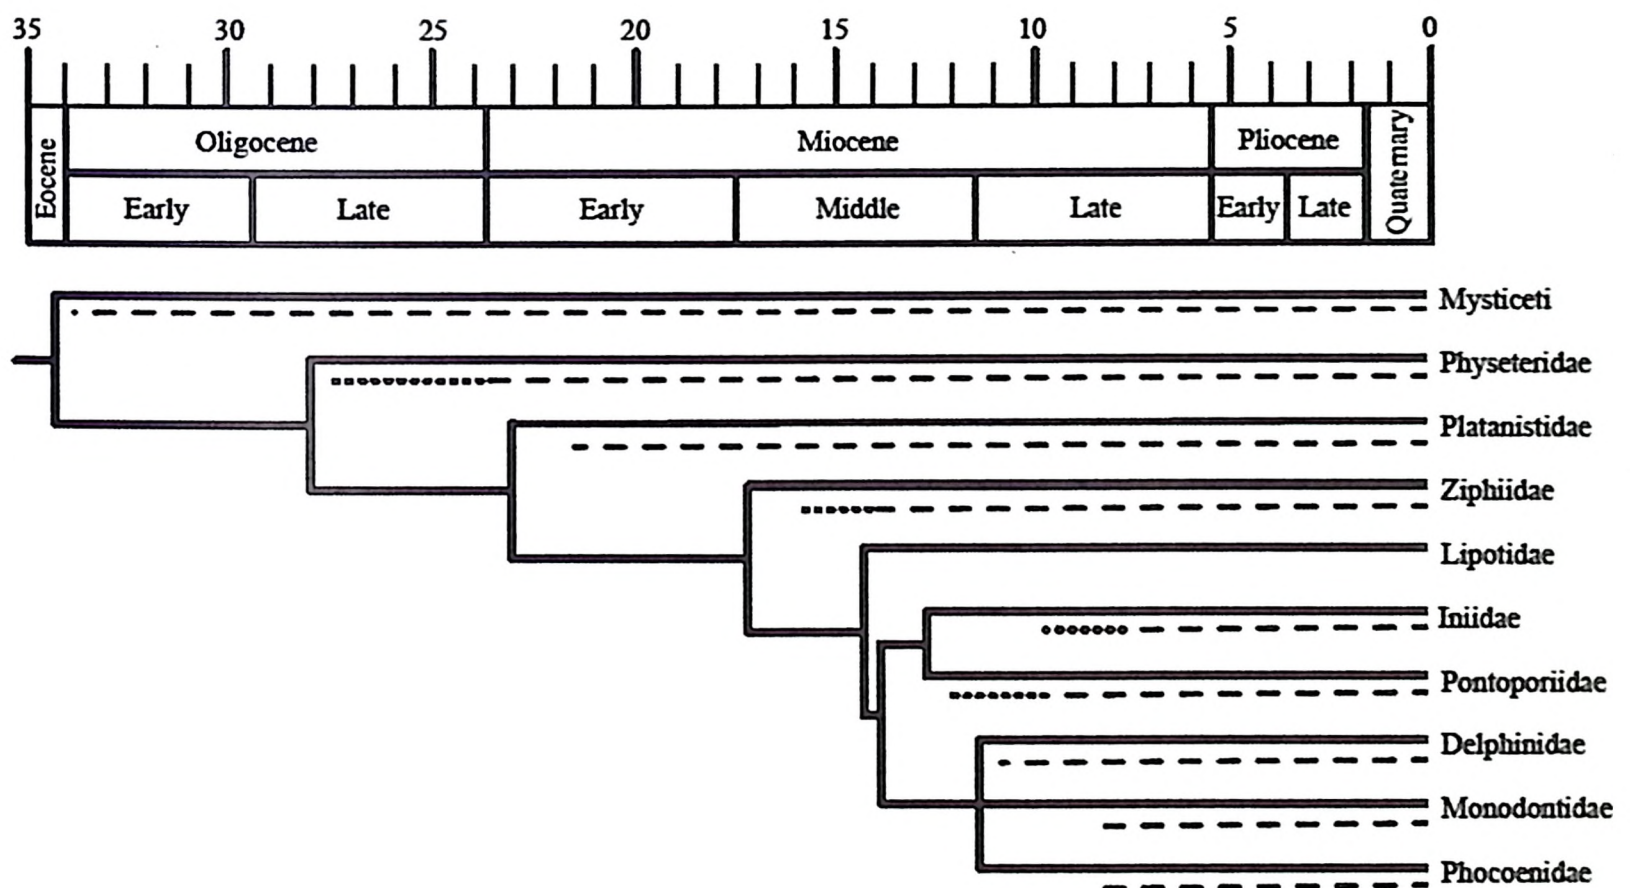 35 30 25 20 15 10 5 0
Eocene Oligocene Miocene Pliocene Quaternary
Early Late Early Middle Late Early Late
Mysticeti
Physeteridae
Platanistidae
Ziphiidae
Lipotidae
Iniidae
Pontoporiidae
Delphinidae
Monodontidae
Phocoenidae